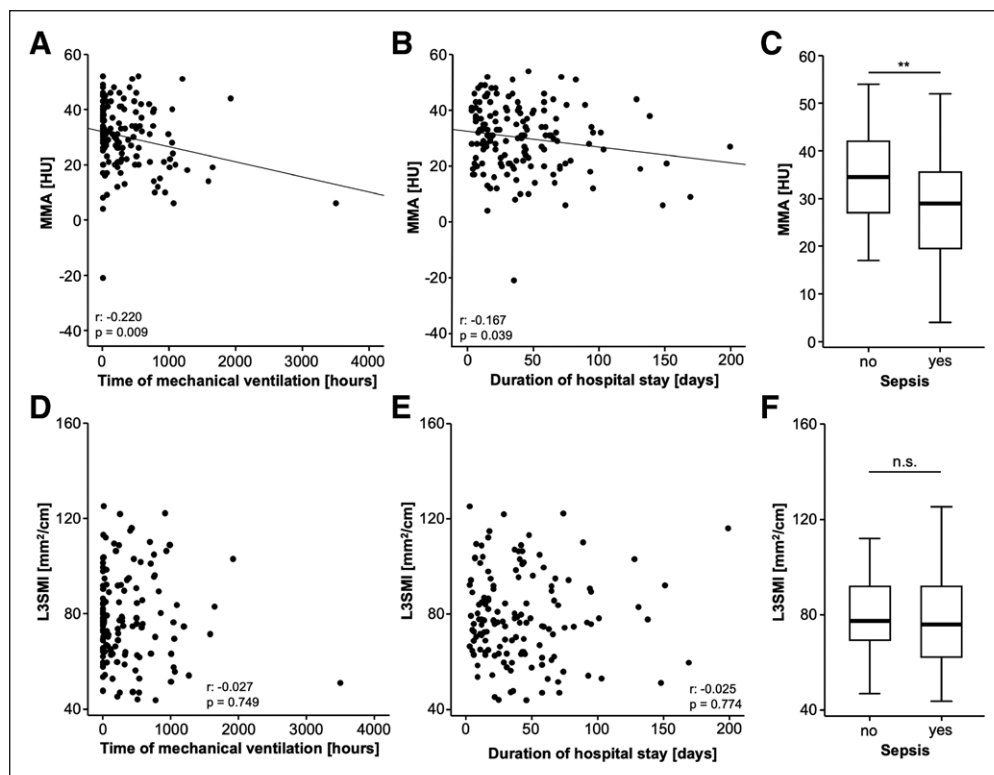 A
60
40
20
0
-20
-40
MMA [HU]
r: -0.220
p = 0.009
0
1000
2000
3000
4000
Time of mechanical ventilation [hours]
B
60
40
20
0
-20
-40
MMA [HU]
r: -0.167
p = 0.039
0
50
100
150
200
Duration of hospital stay [days]
C
60
50
40
30
20
10
0
MMA [HU]
**
no
yes
Sepsis
D
160
120
80
40
L3SMI [mm²/cm]
r: -0.027
p = 0.749
0
1000
2000
3000
4000
Time of mechanical ventilation [hours]
E
160
120
80
40
L3SMI [mm²/cm]
r: -0.025
p = 0.774
0
50
100
150
200
Duration of hospital stay [days]
F
160
120
80
40
L3SMI [mm²/cm]
n.s.
no
yes
Sepsis